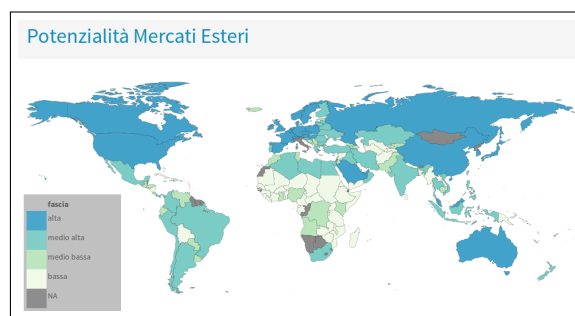 Potenzialità Mercati Esteri
fascia
alta
medio alta
medio bassa
bassa
NA